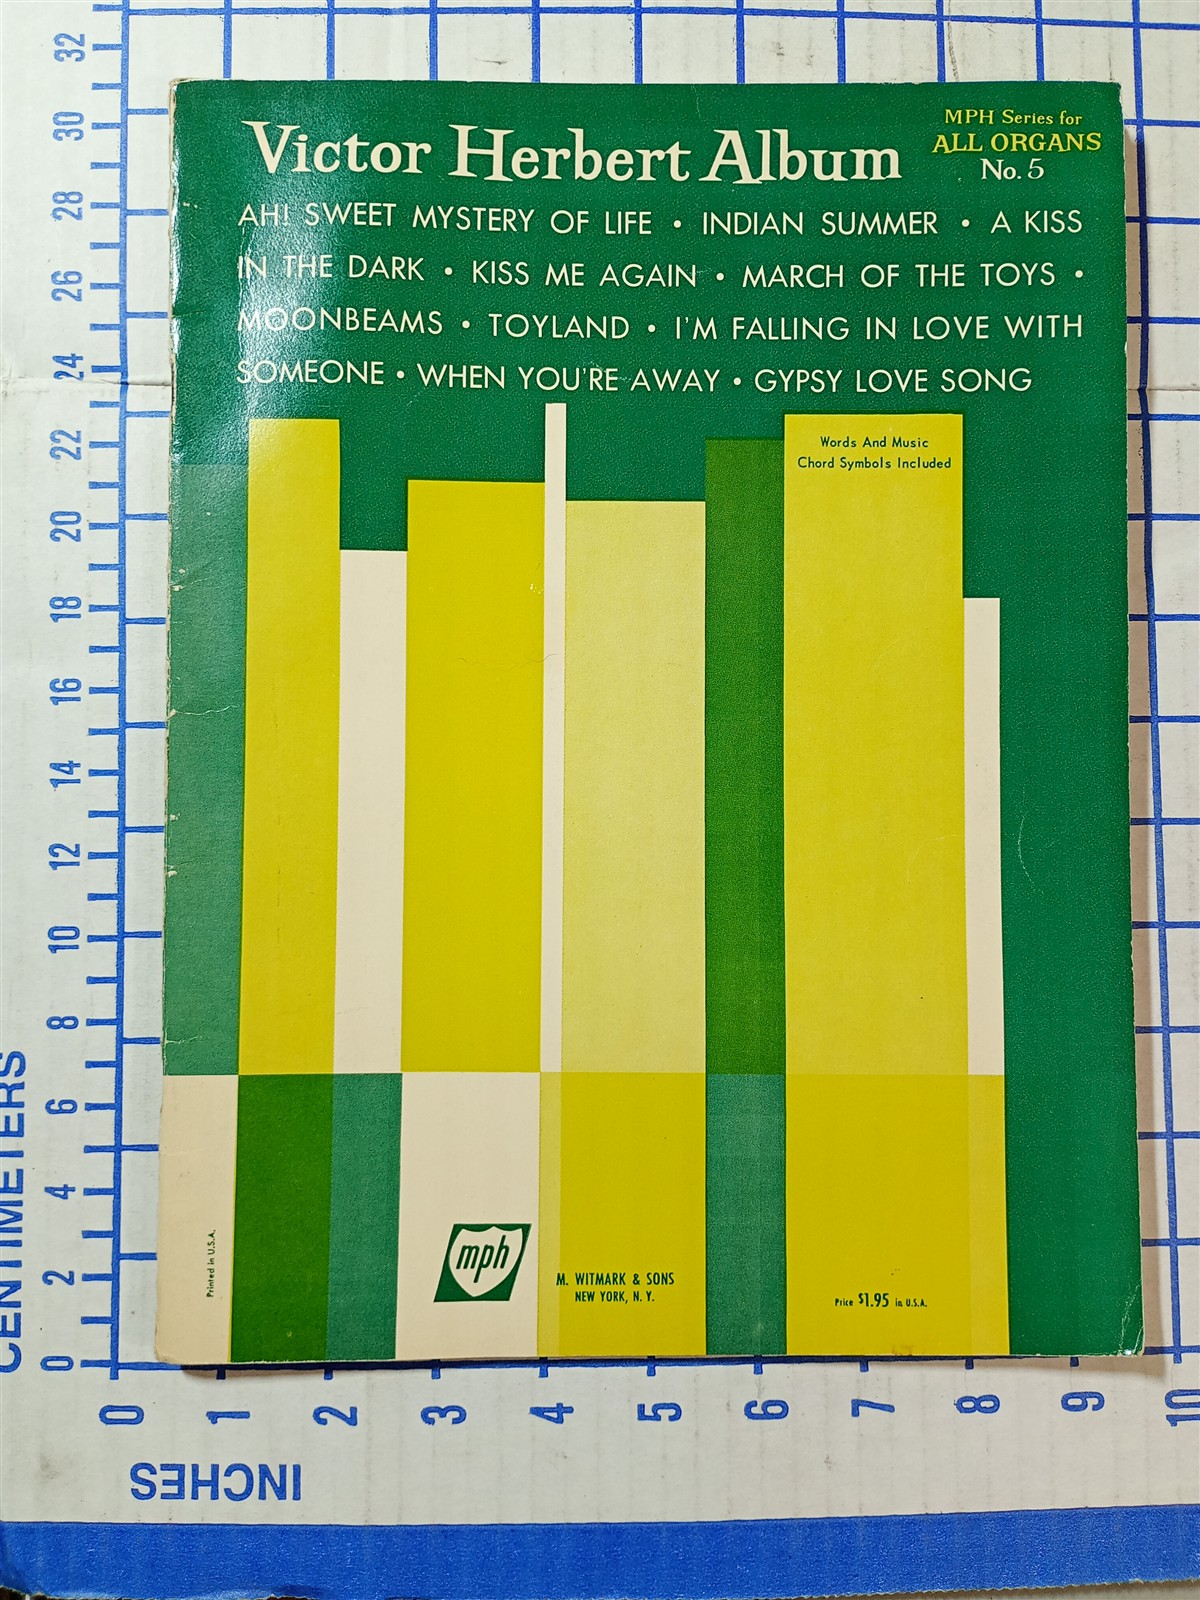 Victor Herbert Album
MPH Series for
ALL ORGANS
No. 5
AH! SWEET MYSTERY OF LIFE • INDIAN SUMMER • A KISS
IN THE DARK • KISS ME AGAIN • MARCH OF THE TOYS •
MOONBEAMS • TOYLAND • I'M FALLING IN LOVE WITH
SOMEONE • WHEN YOU'RE AWAY • GYPSY LOVE SONG
Words And Music
Chord Symbols Included
Printed in U.S.A.
mph
M. WITMARK & SONS
NEW YORK, N. Y.
Price $1.95 in U.S.A.
32
30
28
26
24
22
20
18
16
14
12
10
8
6
4
2
0
CENTIMETERS
0 1 2 3 4 5 6 7 8 9 10
INCHES